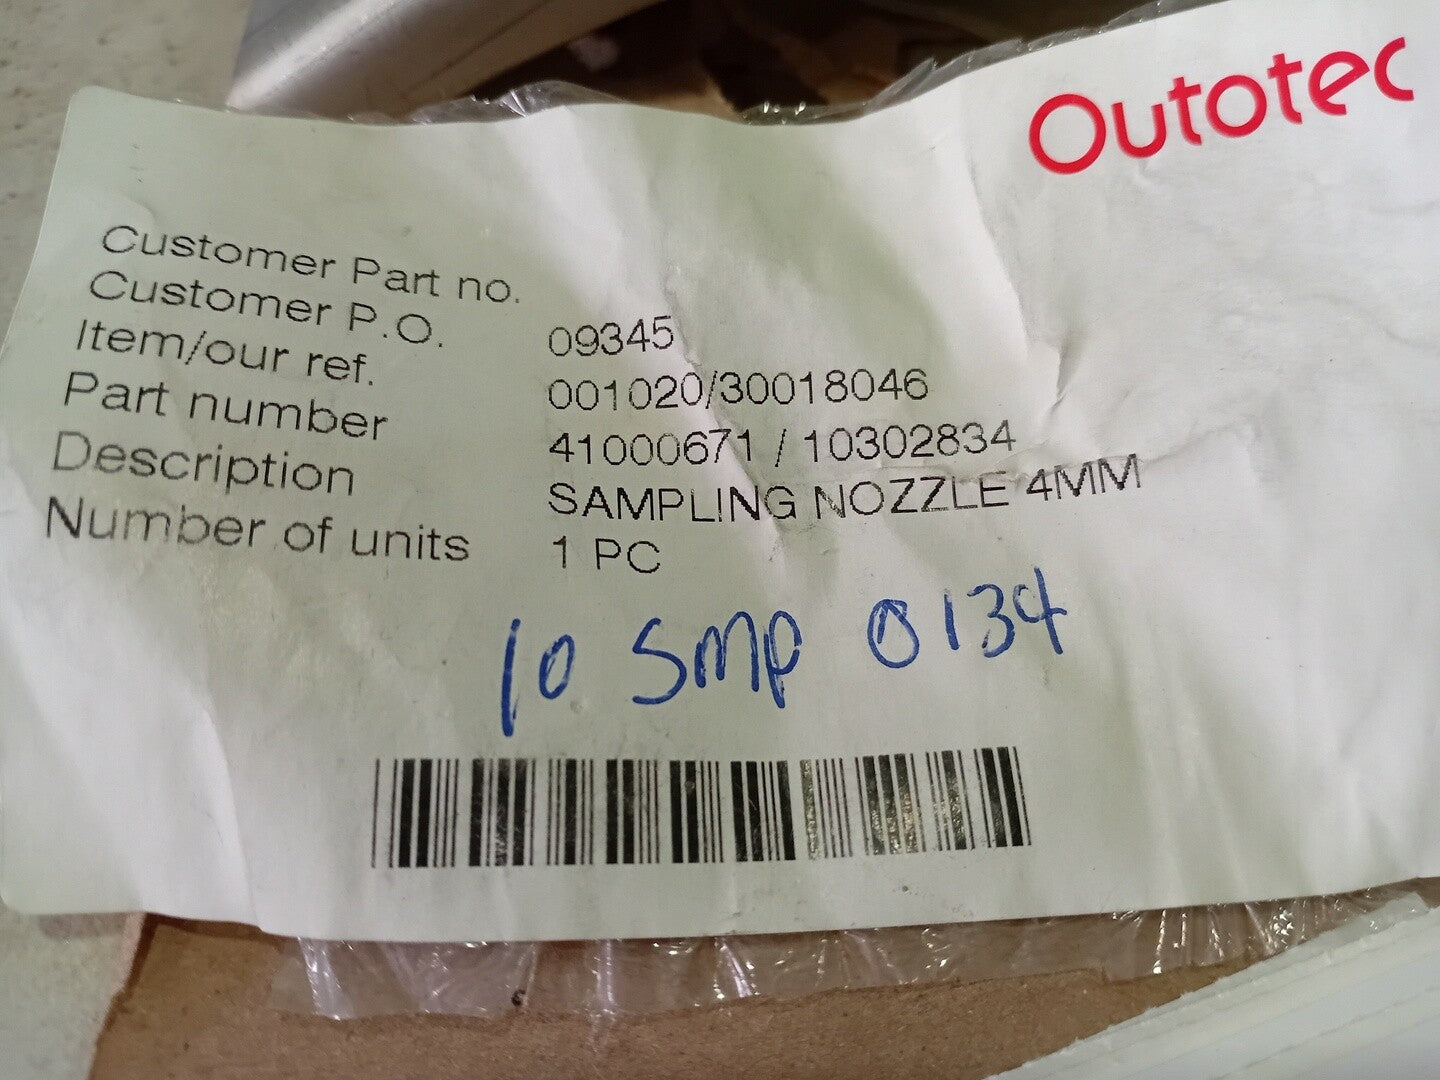 Outotec
Customer Part no.
Customer P.O. 09345
Item/our ref. 001020/30018046
Part number 41000671 / 10302834
Description SAMPLING NOZZLE 4MM
Number of units 1 PC
10 SMP 0134